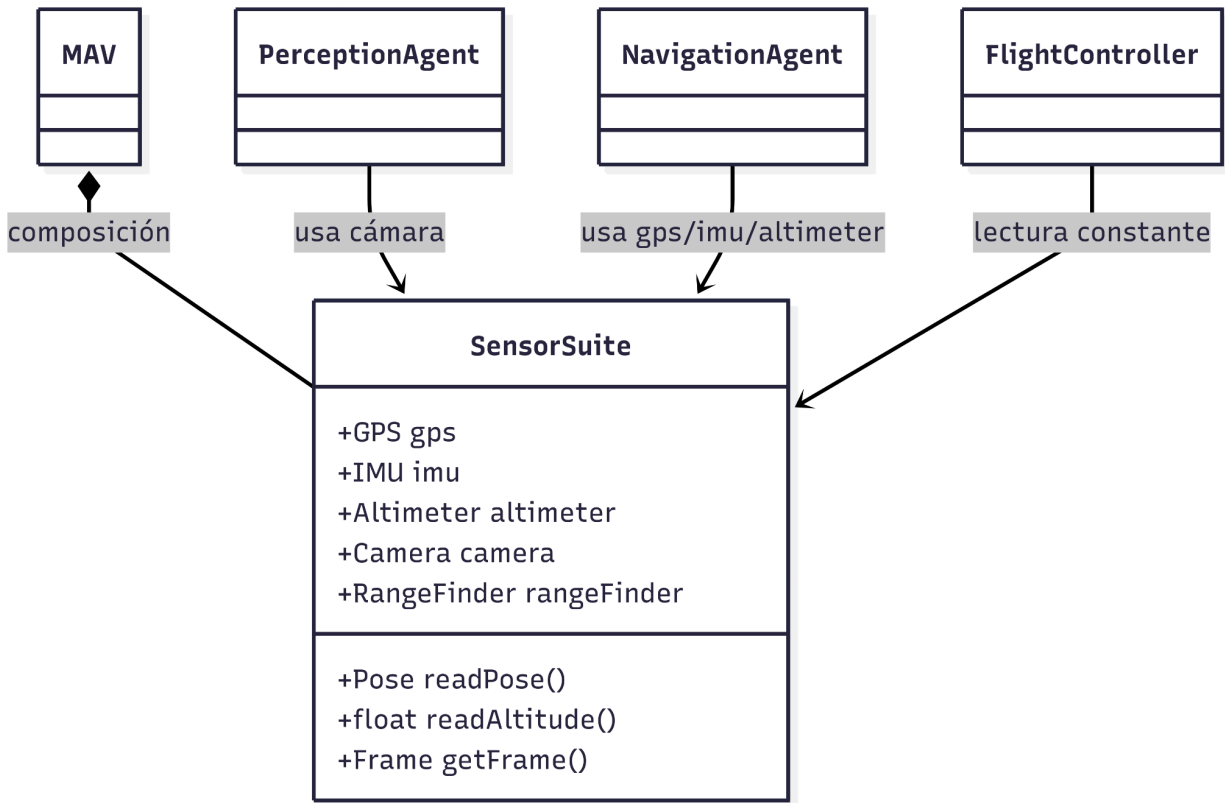 MAV
PerceptionAgent
NavigationAgent
FlightController
composición
usa cámara
usa gps/imu/altimeter
lectura constante
SensorSuite
+GPS gps
+IMU imu
+Altimeter altimeter
+Camera camera
+RangeFinder rangeFinder
+Pose readPose()
+float readAltitude()
+Frame getFrame()